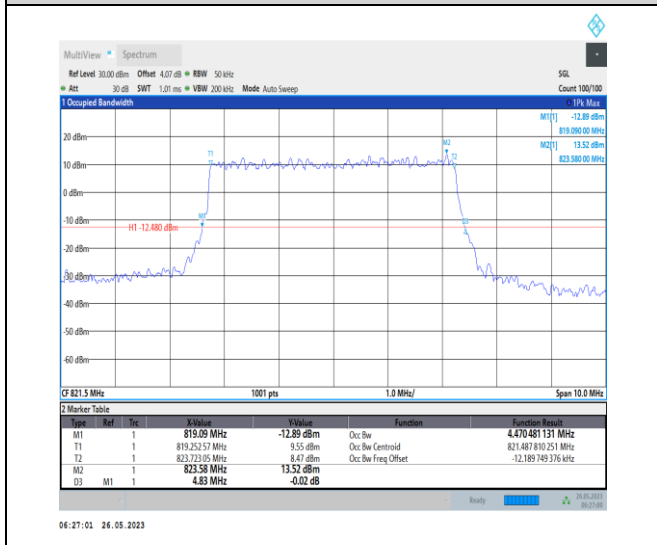 MultiView Spectrum
Ref Level 30.00 dBm Offset 4.07 dB RBW 50 kHz SGL
Att 30 dB SWT 1.01 ms VBW 200 kHz Mode Auto Sweep Count 100/100
1 Occupied Bandwidth 1Pk Max
M1[1] -12.89 dBm
819.090 00 MHz
M2[1] 13.52 dBm
823.580 00 MHz
20 dBm
M2
T1
T2
10 dBm
0 dBm
-10 dBm
M1
D3
H1 -12.480 dBm
-20 dBm
-30 dBm
-40 dBm
-50 dBm
-60 dBm
CF 821.5 MHz 1001 pts 1.0 MHz/ Span 10.0 MHz
2 Marker Table
Type Ref Trc X-Value Y-Value Function Function Result
M1 1 819.09 MHz -12.89 dBm Occ Bw 4.470 481 131 MHz
T1 1 819.252 57 MHz 9.55 dBm Occ Bw Centroid 821.487 810 251 MHz
T2 1 823.723 05 MHz 8.47 dBm Occ Bw Freq Offset -12.189 749 376 kHz
M2 1 823.58 MHz 13.52 dBm
D3 M1 1 4.83 MHz -0.02 dB
Ready 26.05.2023
06:27:00
06:27:01 26.05.2023